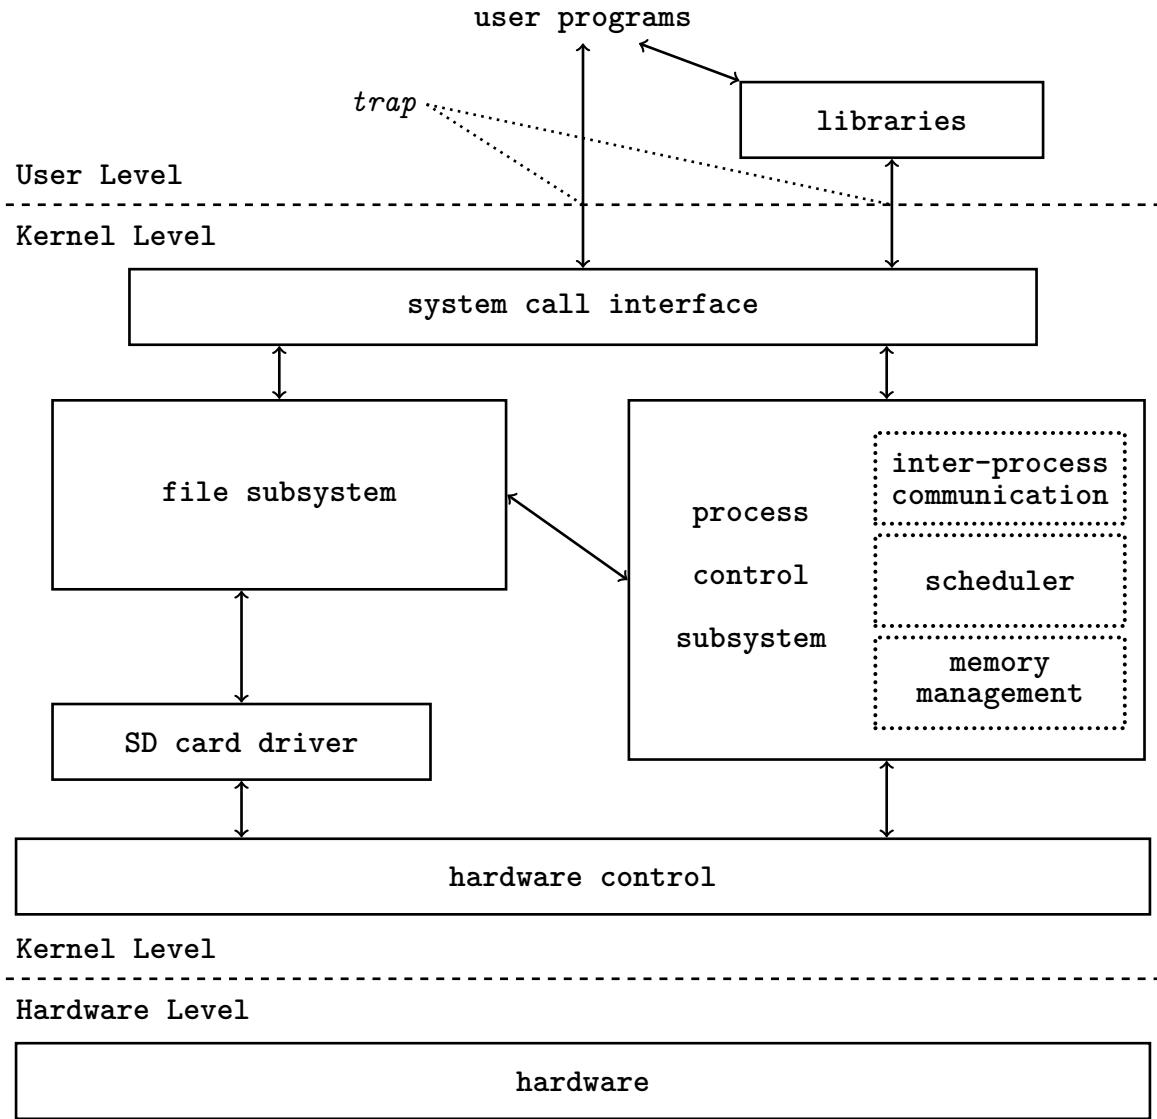 user programs
trap
libraries
User Level
Kernel Level
system call interface
file subsystem
process
control
subsystem
inter-process
communication
scheduler
memory
management
SD card driver
hardware control
Kernel Level
Hardware Level
hardware